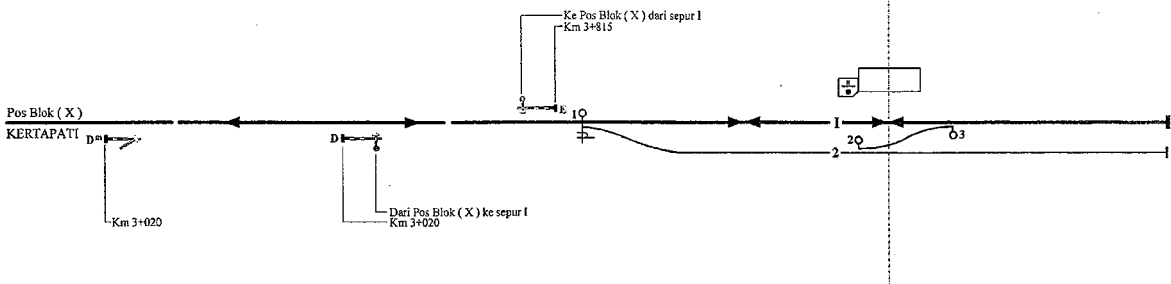 Ke Pos Blok ( X ) dari sepur I
Km 3+815
E
Pos Blok ( X )
KERTAPATI
D m
D
1
I
2
2
3
Dari Pos Blok ( X ) ke sepur I
Km 3+020
Km 3+020